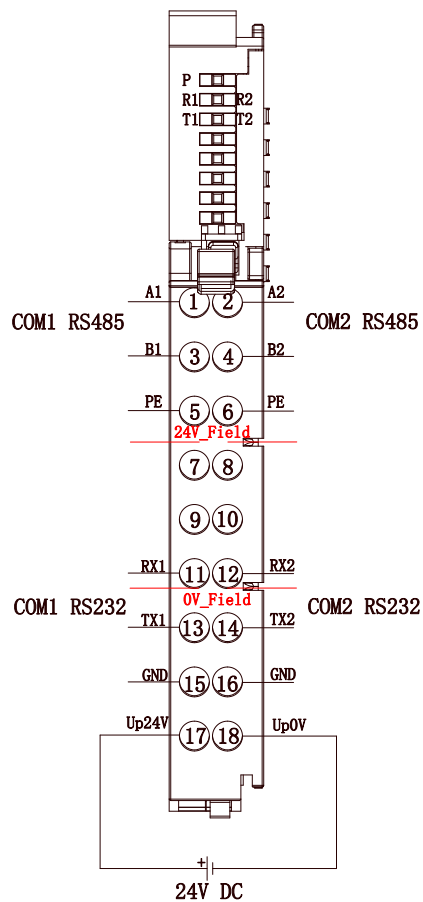 P
R1 R2
T1 T2
A1 1 2 A2
COM1 RS485 COM2 RS485
B1 3 4 B2
PE 5 6 PE
24V_Field
7 8
9 10
RX1 11 12 RX2
0V_Field
COM1 RS232 COM2 RS232
TX1 13 14 TX2
GND 15 16 GND
Up24V 17 18 Up0V
+
24V DC